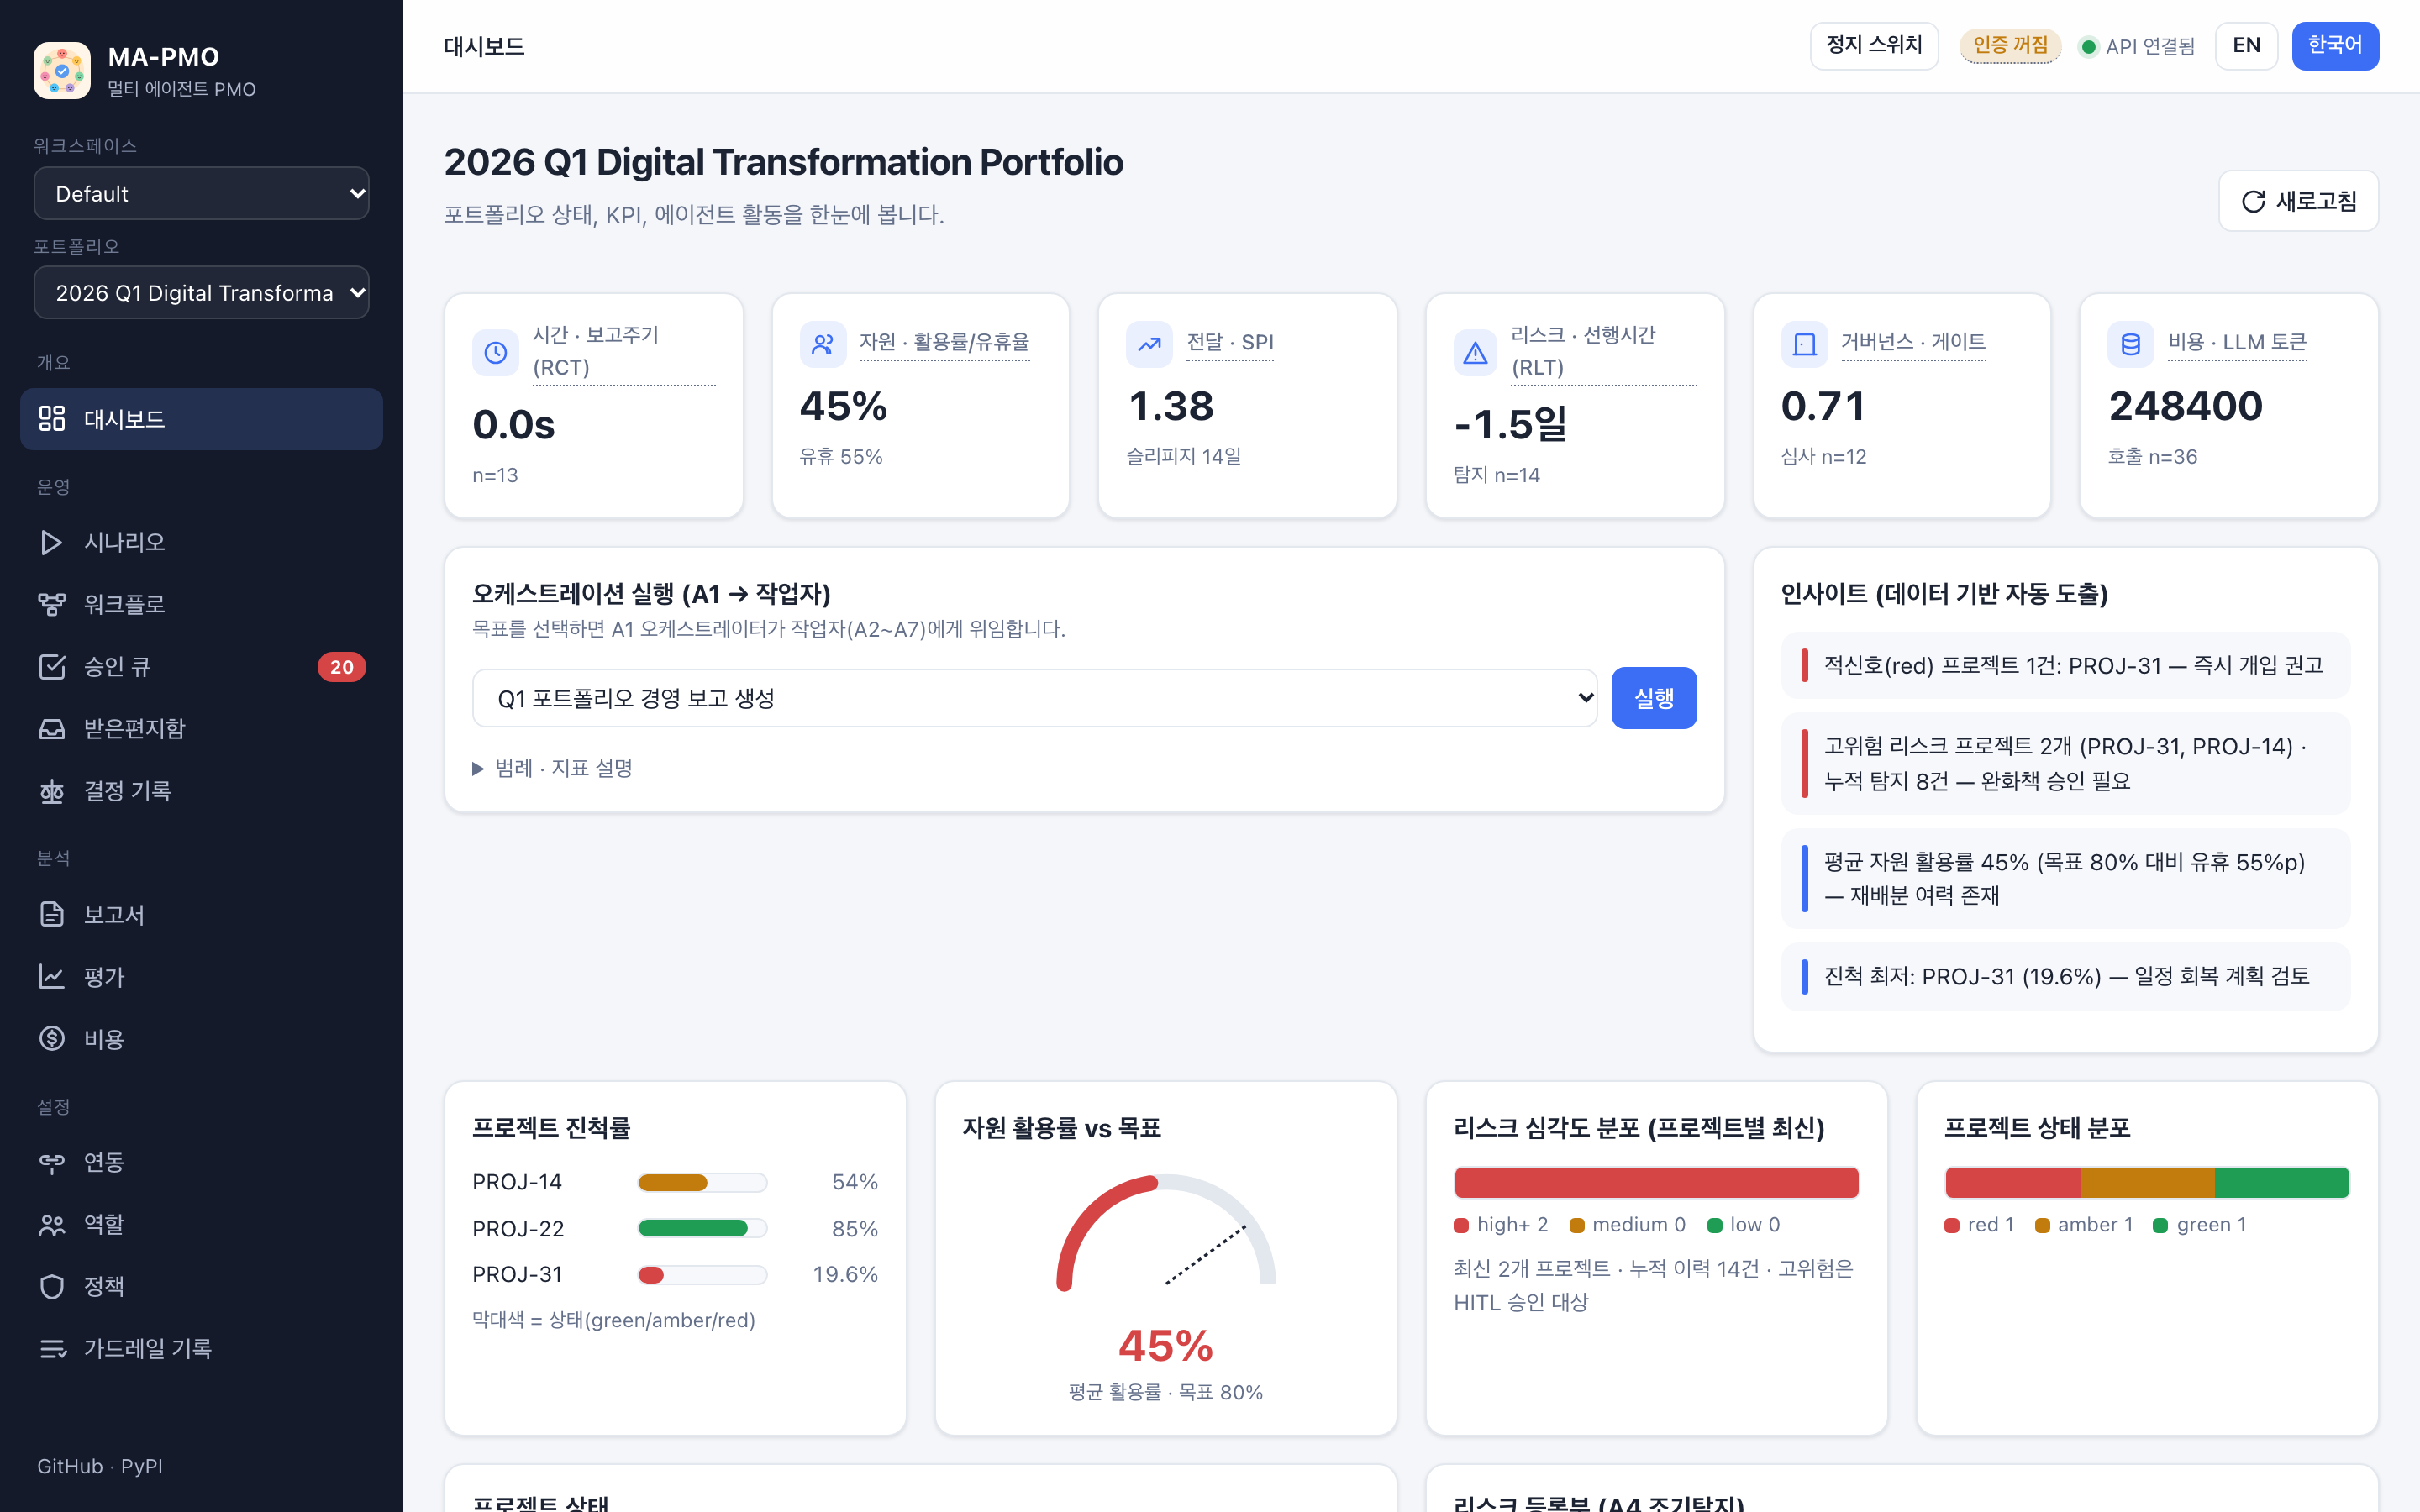 MA-PMO
멀티 에이전트 PMO
워크스페이스
Default
포트폴리오
2026 Q1 Digital Transforma
개요
대시보드
운영
시나리오
워크플로
승인 큐
20
받은편지함
결정 기록
분석
보고서
평가
비용
설정
연동
역할
정책
가드레일 기록
GitHub · PyPI
대시보드
정지 스위치
인증 꺼짐
API 연결됨
EN
한국어
2026 Q1 Digital Transformation Portfolio
포트폴리오 상태, KPI, 에이전트 활동을 한눈에 봅니다.
새로고침
시간 · 보고주기
(RCT)
0.0s
n=13
자원 · 활용률/유휴율
45%
유휴 55%
전달 · SPI
1.38
슬리피지 14일
리스크 · 선행시간
(RLT)
-1.5일
탐지 n=14
거버넌스 · 게이트
0.71
심사 n=12
비용 · LLM 토큰
248400
호출 n=36
오케스트레이션 실행 (A1 → 작업자)
목표를 선택하면 A1 오케스트레이터가 작업자(A2~A7)에게 위임합니다.
Q1 포트폴리오 경영 보고 생성
실행
▶ 범례 · 지표 설명
인사이트 (데이터 기반 자동 도출)
적신호(red) 프로젝트 1건: PROJ-31 — 즉시 개입 권고
고위험 리스크 프로젝트 2개 (PROJ-31, PROJ-14) ·
누적 탐지 8건 — 완화책 승인 필요
평균 자원 활용률 45% (목표 80% 대비 유휴 55%p)
— 재배분 여력 존재
진척 최저: PROJ-31 (19.6%) — 일정 회복 계획 검토
프로젝트 진척률
PROJ-14 54%
PROJ-22 85%
PROJ-31 19.6%
막대색 = 상태(green/amber/red)
자원 활용률 vs 목표
45%
평균 활용률 · 목표 80%
리스크 심각도 분포 (프로젝트별 최신)
high+ 2 medium 0 low 0
최신 2개 프로젝트 · 누적 이력 14건 · 고위험은
HITL 승인 대상
프로젝트 상태 분포
red 1 amber 1 green 1
프로젝트 상태
리스크 등록부 (A4 조기탐지)